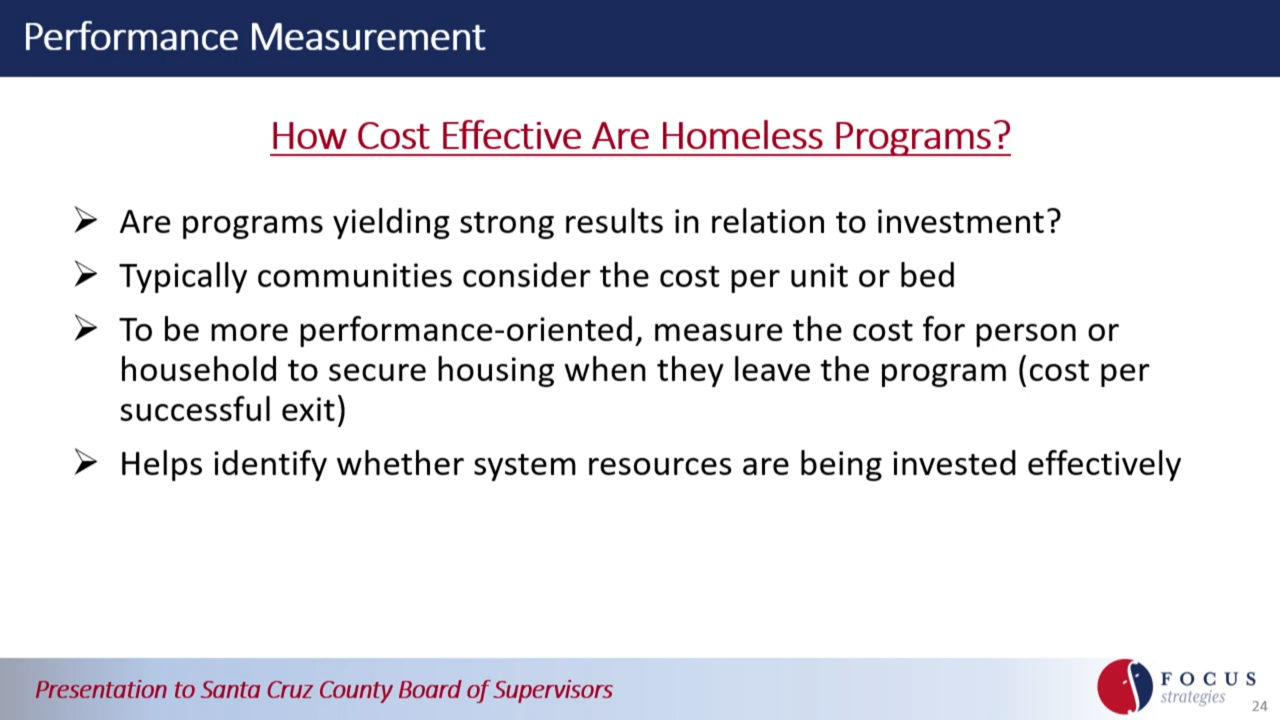 Performance Measurement
How Cost Effective Are Homeless Programs?
➢ Are programs yielding strong results in relation to investment?
➢ Typically communities consider the cost per unit or bed
➢ To be more performance-oriented, measure the cost for person or
household to secure housing when they leave the program (cost per
successful exit)
➢ Helps identify whether system resources are being invested effectively
Presentation to Santa Cruz County Board of Supervisors
FOCUS
strategies
24